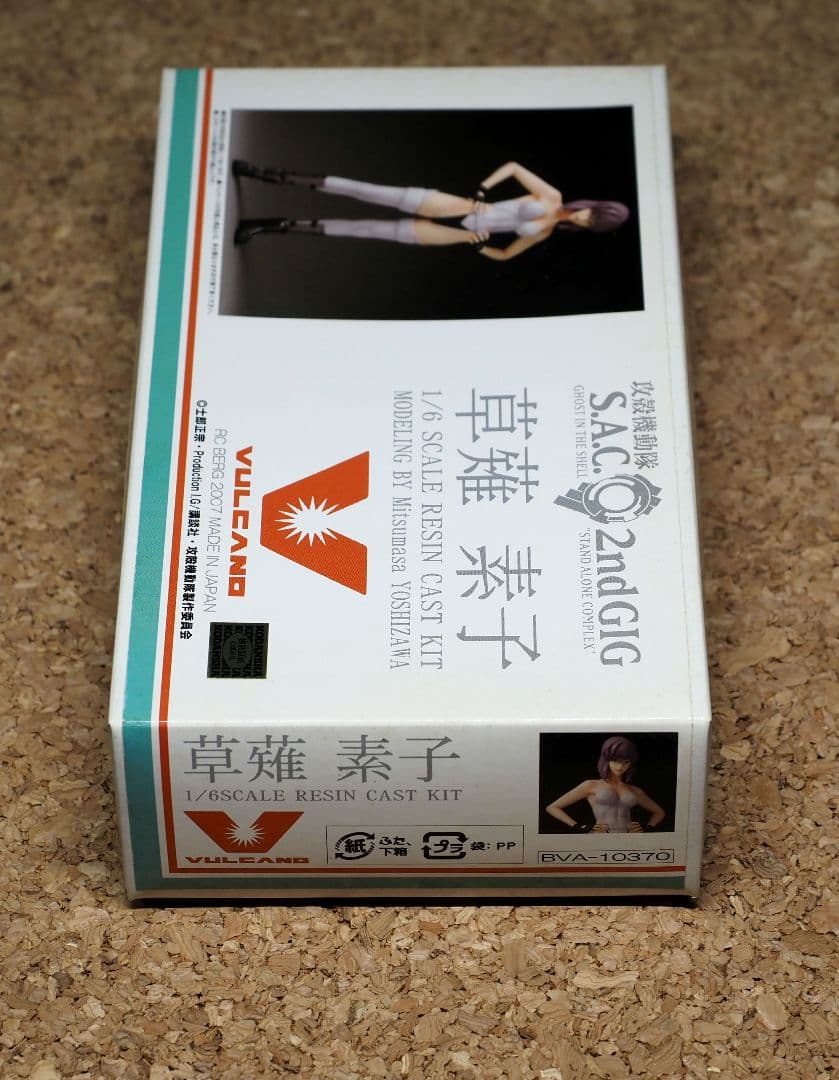 攻殻機動隊
S.A.C. 2ndGIG
GHOST IN THE SHELL
"STAND ALONE COMPLEX"
草薙 素子
1/6 SCALE RESIN CAST KIT
MODELING BY Mitsumasa YOSHIZAWA
VULCANO
RC BERG 2007 MADE IN JAPAN
©士郎正宗・Production I.G/講談社・攻殻機動隊製作委員会
KODANSHA
草薙 素子
1/6SCALE RESIN CAST KIT
VULCANO
紙
ふた、
下箱
プラ
袋: PP
BVA-10370